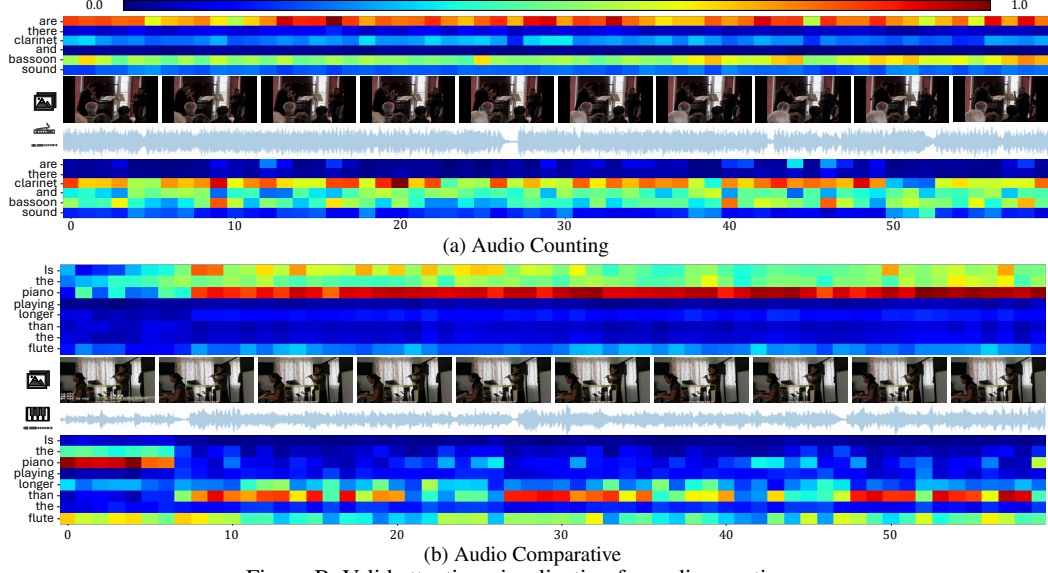 0.0 1.0
are
there
clarinet
and
bassoon
sound
are
there
clarinet
and
bassoon
sound
0 10 20 30 40 50
(a) Audio Counting
Is
the
piano
playing
longer
than
the
flute
Is
the
piano
playing
longer
than
the
flute
0 10 20 30 40 50
(b) Audio Comparative